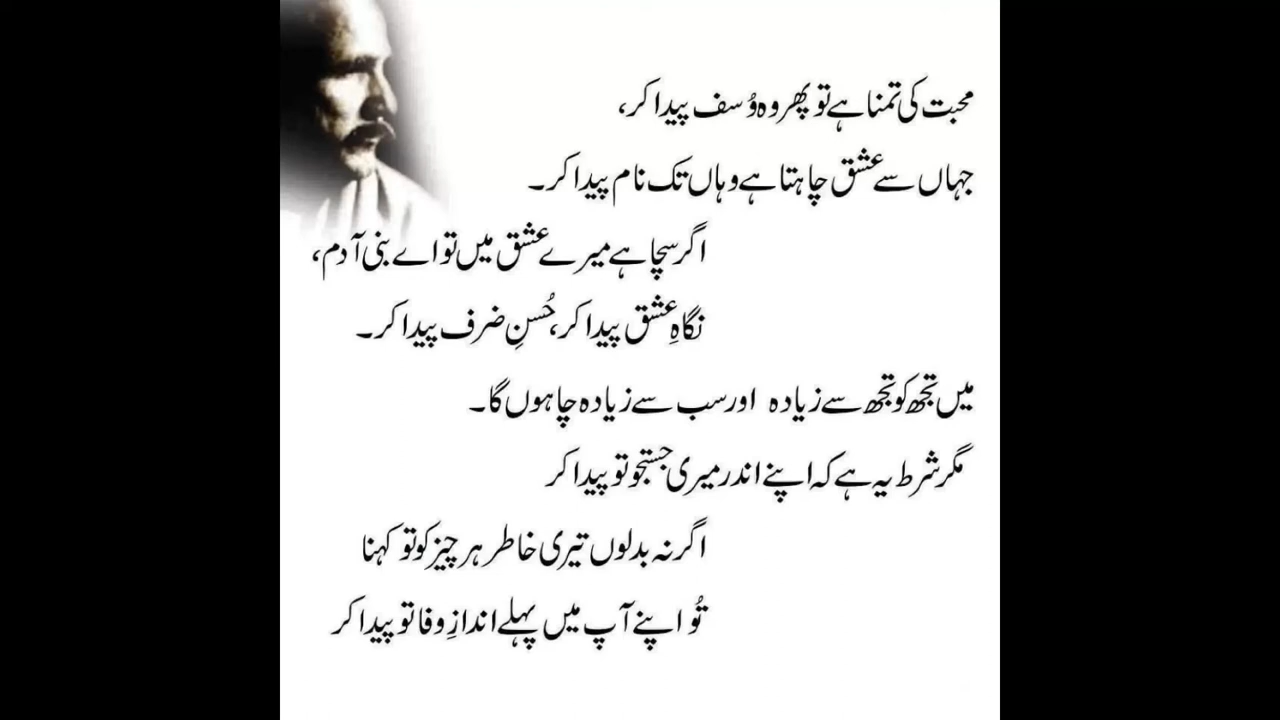 محبت کی تمنا ہے تو پھر وہ وُسف پیدا کر،
جہاں سے عشق چاہتا ہے وہاں تک نام پیدا کر۔
اگر سچا ہے میرے عشق میں تو اے بنی آدم،
نگاہِ عشق پیدا کر، حُسنِ ضرف پیدا کر۔
میں تجھ کو تجھ سے زیادہ اور سب سے زیادہ چاہوں گا۔
مگر شرط یہ ہے کہ اپنے اندر میری جستجو تو پیدا کر
اگر نہ بدلوں تیری خاطر ہر چیز کو تو کہنا
تُو اپنے آپ میں پہلے اندازِ وفا تو پیدا کر